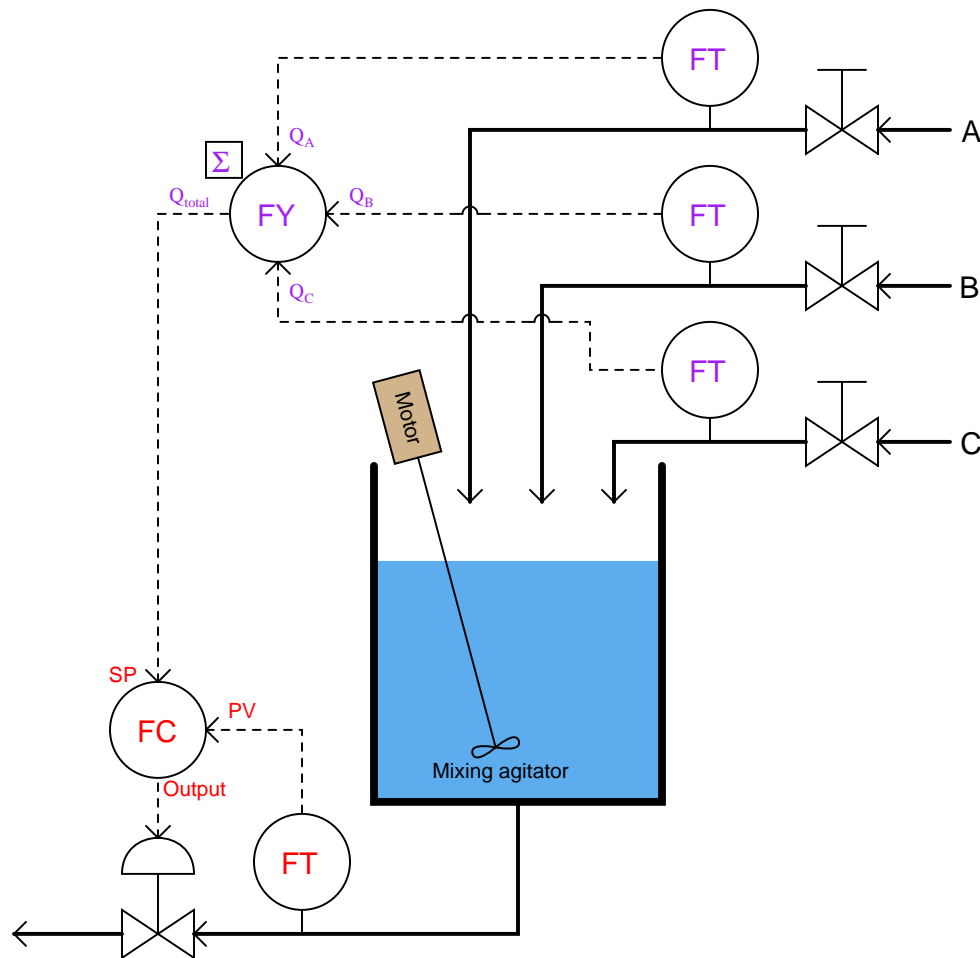 FT
A
Q_A
Σ
Q_total
FY
Q_B
FT
B
Q_C
FT
Motor
C
SP
FC
PV
Mixing agitator
Output
FT